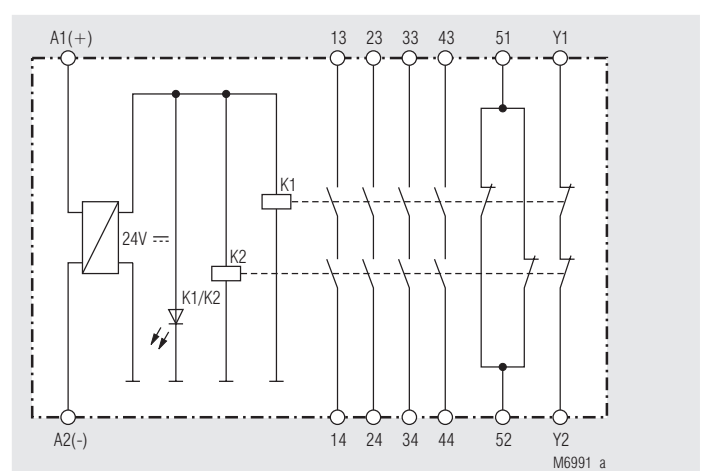 A1(+) 13 23 33 43 51 Y1
K1
24V
K2
K1/K2
A2(-) 14 24 34 44 52 Y2
M6991 a